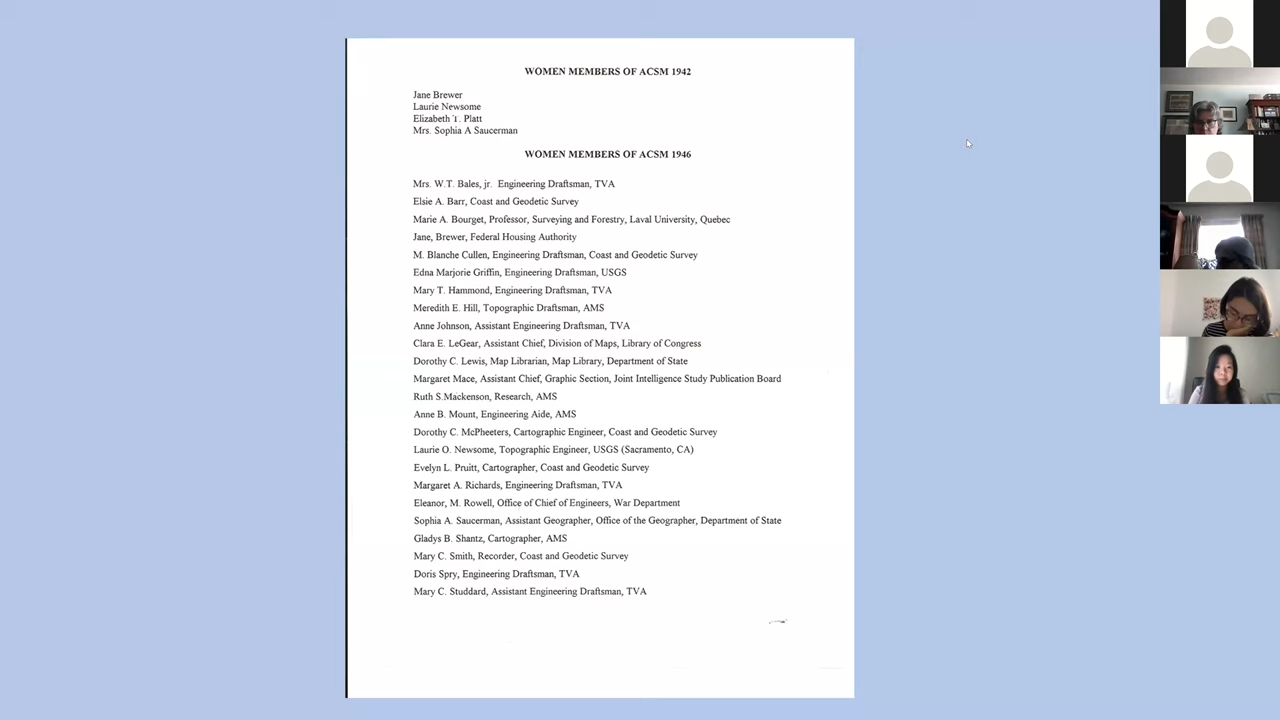 WOMEN MEMBERS OF ACSM 1942
Jane Brewer
Laurie Newsome
Elizabeth T. Platt
Mrs. Sophia A Saucerman
WOMEN MEMBERS OF ACSM 1946
Mrs. W.T. Bales, jr. Engineering Draftsman, TVA
Elsie A. Barr, Coast and Geodetic Survey
Marie A. Bourget, Professor, Surveying and Forestry, Laval University, Quebec
Jane, Brewer, Federal Housing Authority
M. Blanche Cullen, Engineering Draftsman, Coast and Geodetic Survey
Edna Marjorie Griffin, Engineering Draftsman, USGS
Mary T. Hammond, Engineering Draftsman, TVA
Meredith E. Hill, Topographic Draftsman, AMS
Anne Johnson, Assistant Engineering Draftsman, TVA
Clara E. LeGear, Assistant Chief, Division of Maps, Library of Congress
Dorothy C. Lewis, Map Librarian, Map Library, Department of State
Margaret Mace, Assistant Chief, Graphic Section, Joint Intelligence Study Publication Board
Ruth S.Mackenson, Research, AMS
Anne B. Mount, Engineering Aide, AMS
Dorothy C. McPheeters, Cartographic Engineer, Coast and Geodetic Survey
Laurie O. Newsome, Topographic Engineer, USGS (Sacramento, CA)
Evelyn L. Pruitt, Cartographer, Coast and Geodetic Survey
Margaret A. Richards, Engineering Draftsman, TVA
Eleanor, M. Rowell, Office of Chief of Engineers, War Department
Sophia A. Saucerman, Assistant Geographer, Office of the Geographer, Department of State
Gladys B. Shantz, Cartographer, AMS
Mary C. Smith, Recorder, Coast and Geodetic Survey
Doris Spry, Engineering Draftsman, TVA
Mary C. Studdard, Assistant Engineering Draftsman, TVA